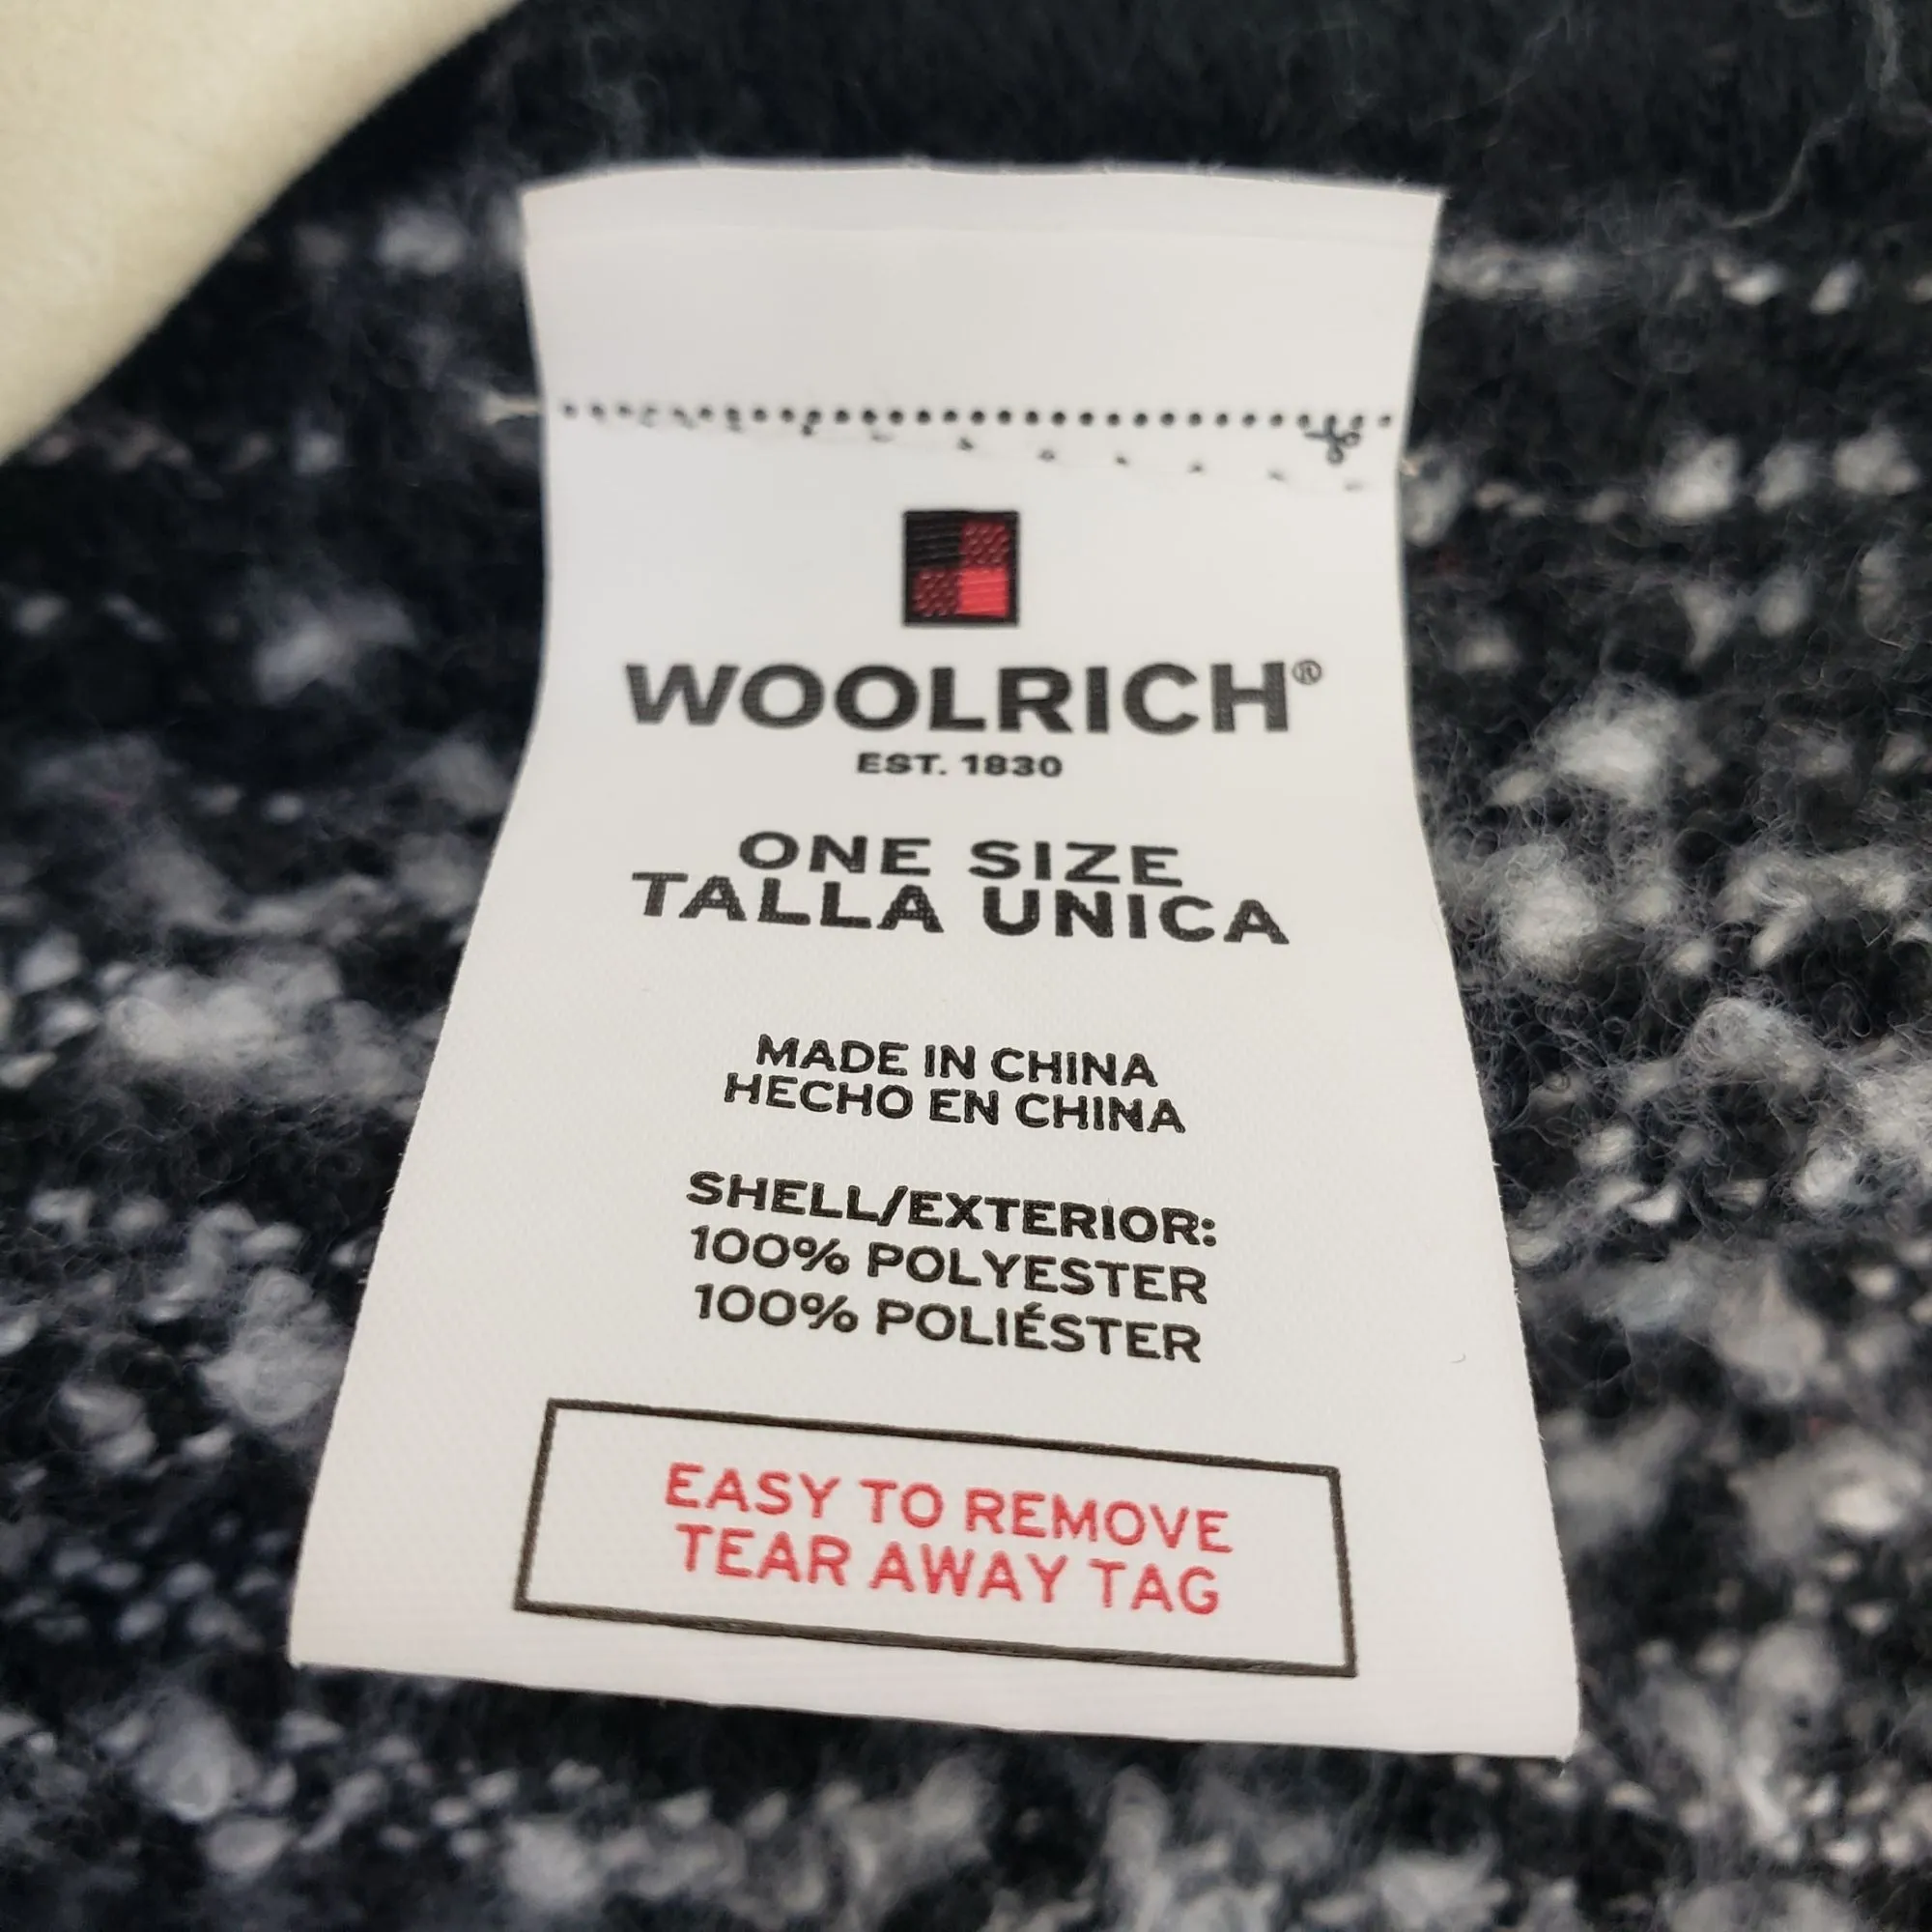 WOOLRICH®
EST. 1830
ONE SIZE
TALLA UNICA
MADE IN CHINA
HECHO EN CHINA
SHELL/EXTERIOR:
100% POLYESTER
100% POLIÉSTER
EASY TO REMOVE
TEAR AWAY TAG